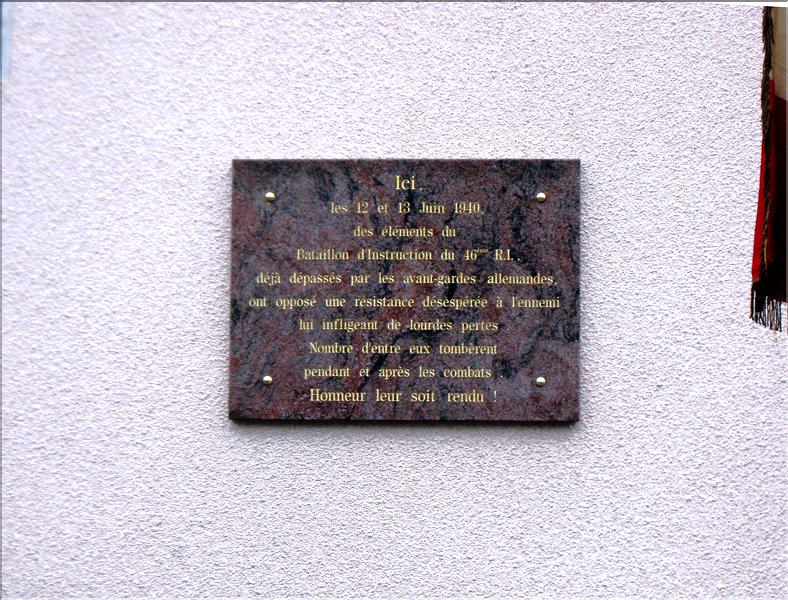 Ici,
les 12 et 13 Juin 1940,
des éléments du
Bataillon d'Instruction du 46ème R.I.,
déjà dépassés par les avant-gardes allemandes,
ont opposé une résistance désespérée à l'ennemi
lui infligeant de lourdes pertes .
Nombre d'entre eux tombèrent
pendant et après les combats .
Honneur leur soit rendu !